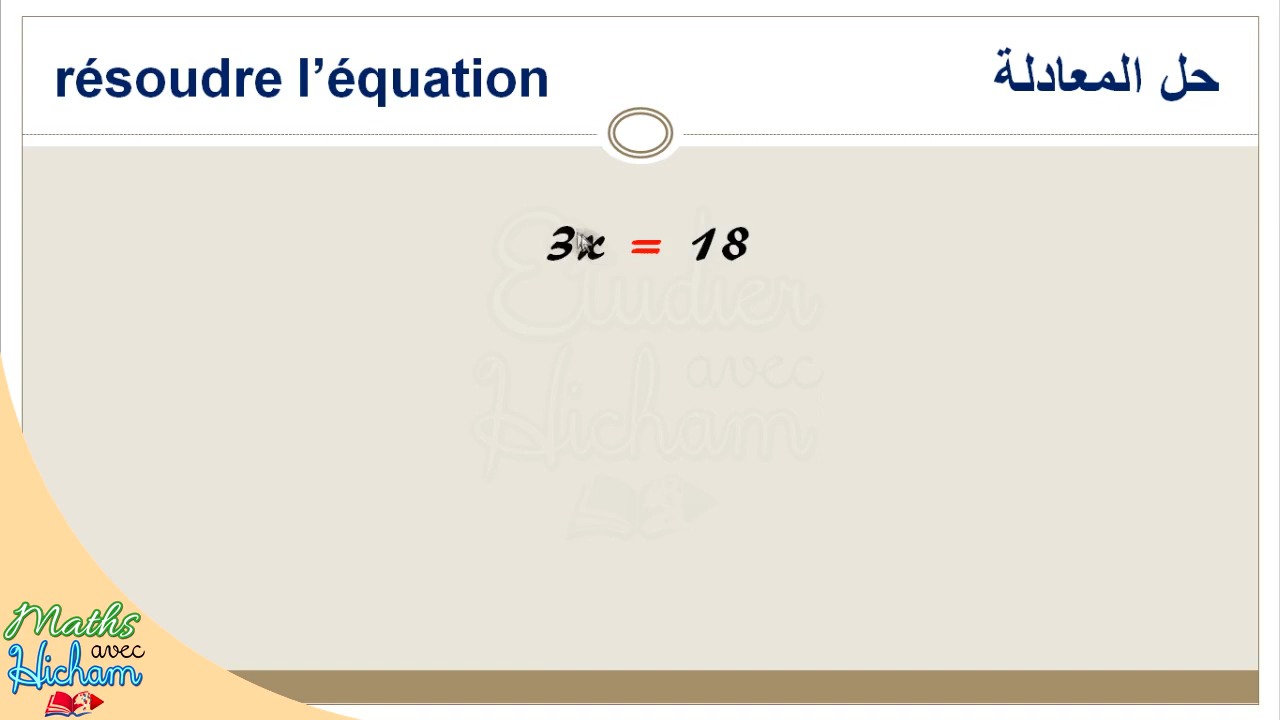 résoudre l’équation
حل المعادلة
3x = 18
Etudier
avec
Hicham
Maths
avec
Hicham